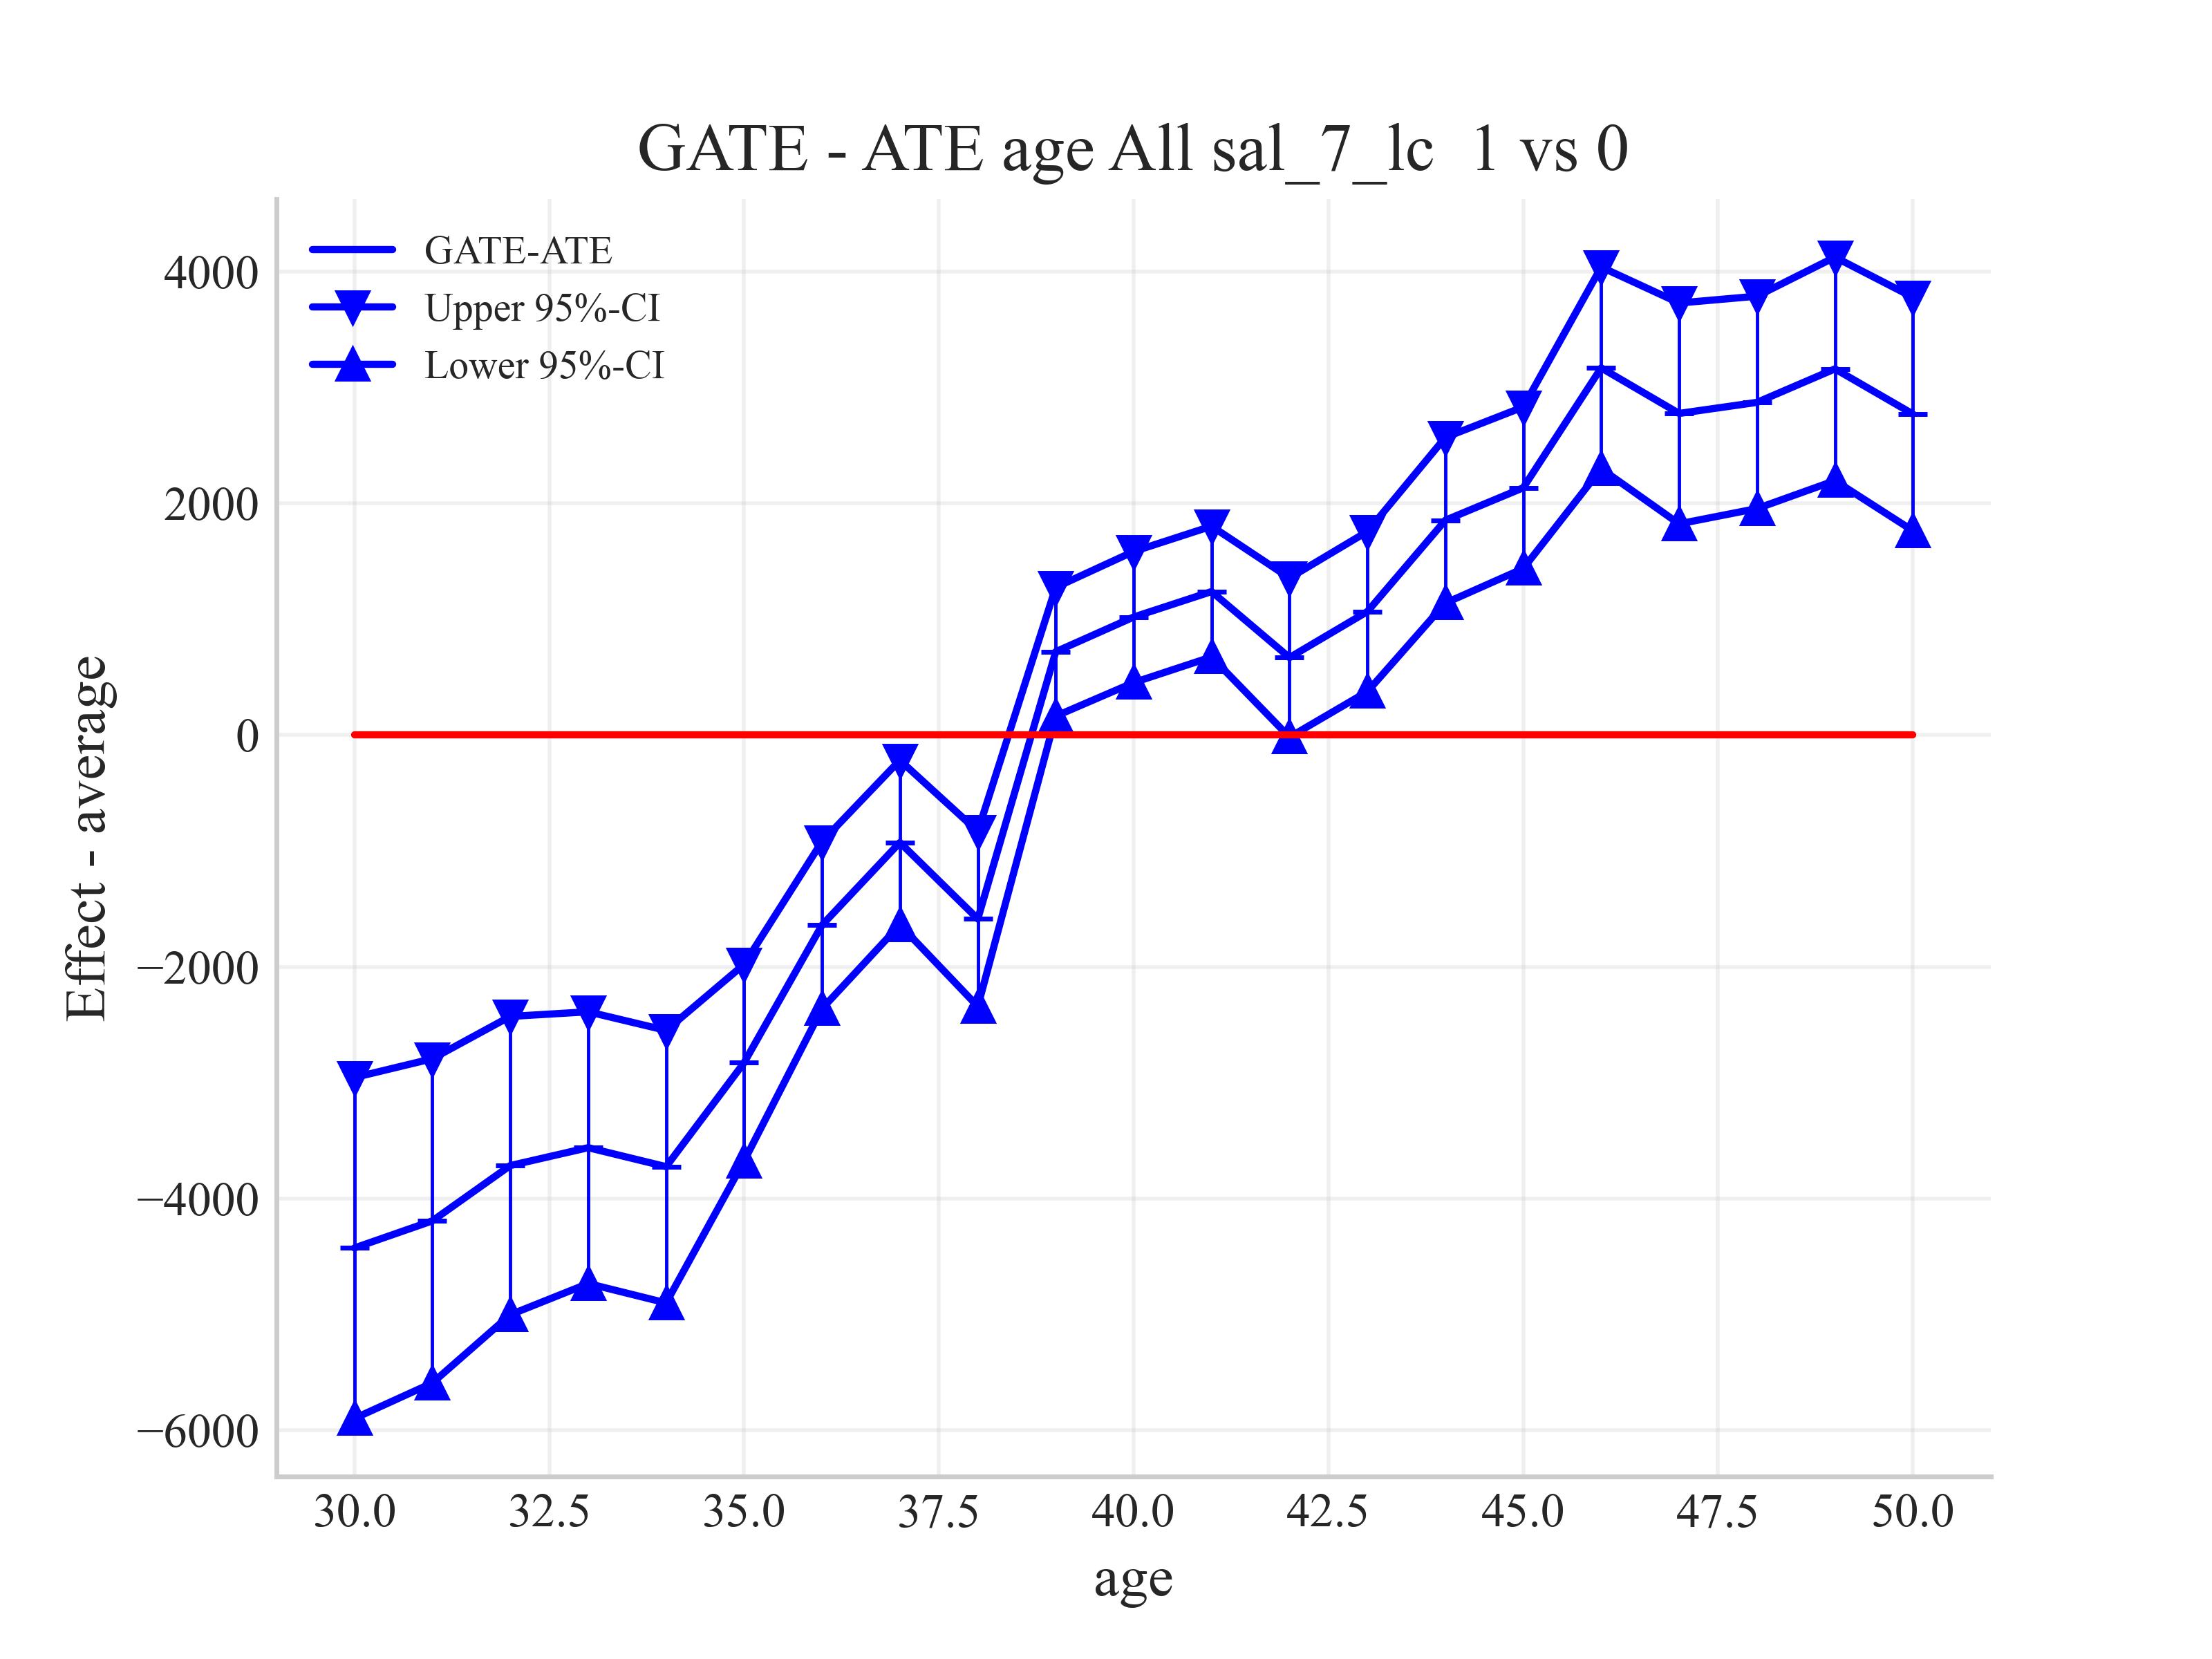 GATE - ATE age All sal_7_lc  1 vs 0
GATE-ATE
Upper 95%-CI
Lower 95%-CI
4000
2000
0
−2000
−4000
−6000
Effect - average
30.0 32.5 35.0 37.5 40.0 42.5 45.0 47.5 50.0
age